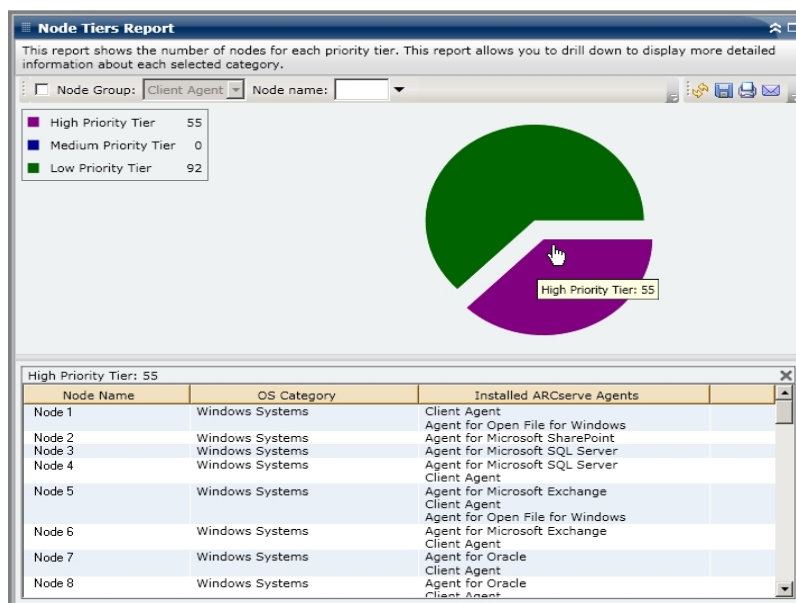 Node Tiers Report
This report shows the number of nodes for each priority tier. This report allows you to drill down to display more detailed
information about each selected category.
Node Group: Client Agent Node name:
High Priority Tier 55
Medium Priority Tier 0
Low Priority Tier 92
High Priority Tier: 55
High Priority Tier: 55
Node Name OS Category Installed ARCserve Agents
Node 1 Windows Systems Client Agent
Agent for Open File for Windows
Node 2 Windows Systems Agent for Microsoft SharePoint
Node 3 Windows Systems Agent for Microsoft SQL Server
Node 4 Windows Systems Agent for Microsoft SQL Server
Client Agent
Node 5 Windows Systems Agent for Microsoft Exchange
Client Agent
Agent for Open File for Windows
Node 6 Windows Systems Agent for Microsoft Exchange
Client Agent
Node 7 Windows Systems Agent for Oracle
Client Agent
Node 8 Windows Systems Agent for Oracle
Client Agent